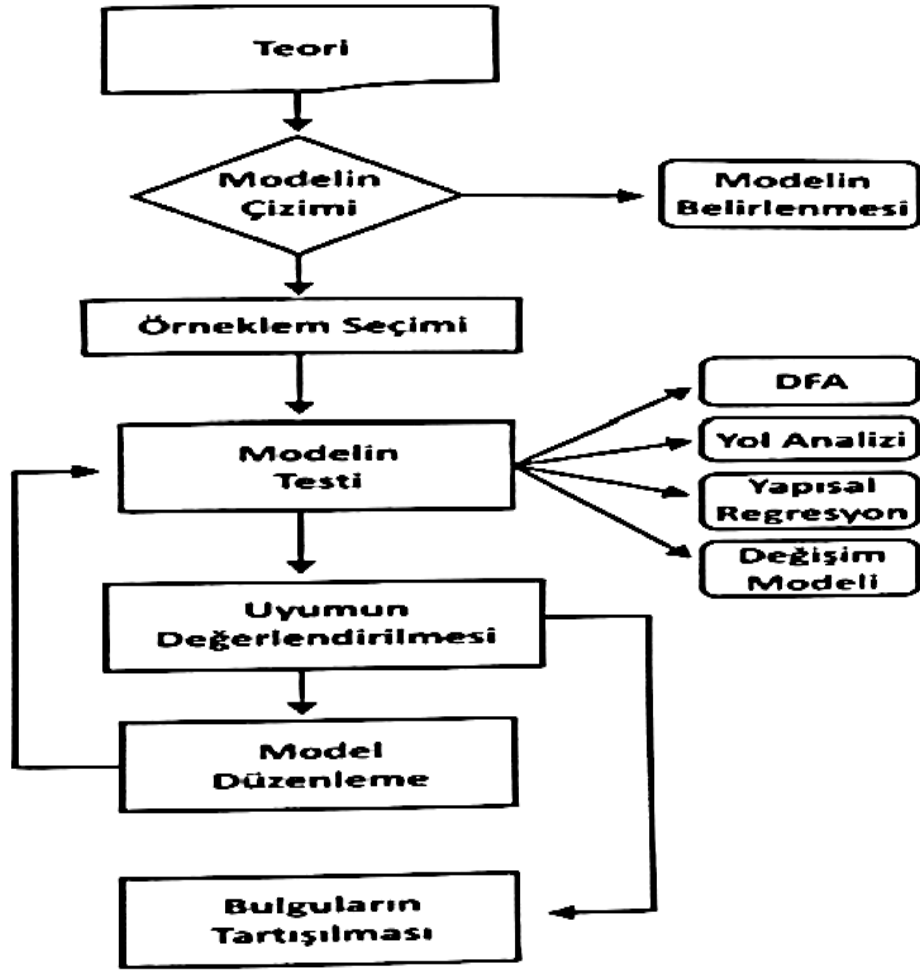 Teori
Modelin
Çizimi
Modelin
Belirlenmesi
Örneklem Seçimi
Modelin
Testi
DFA
Yol Analizi
Yapısal
Regresyon
Değişim
Modeli
Uyumun
Değerlendirilmesi
Model
Düzenleme
Bulguların
Tartışılması